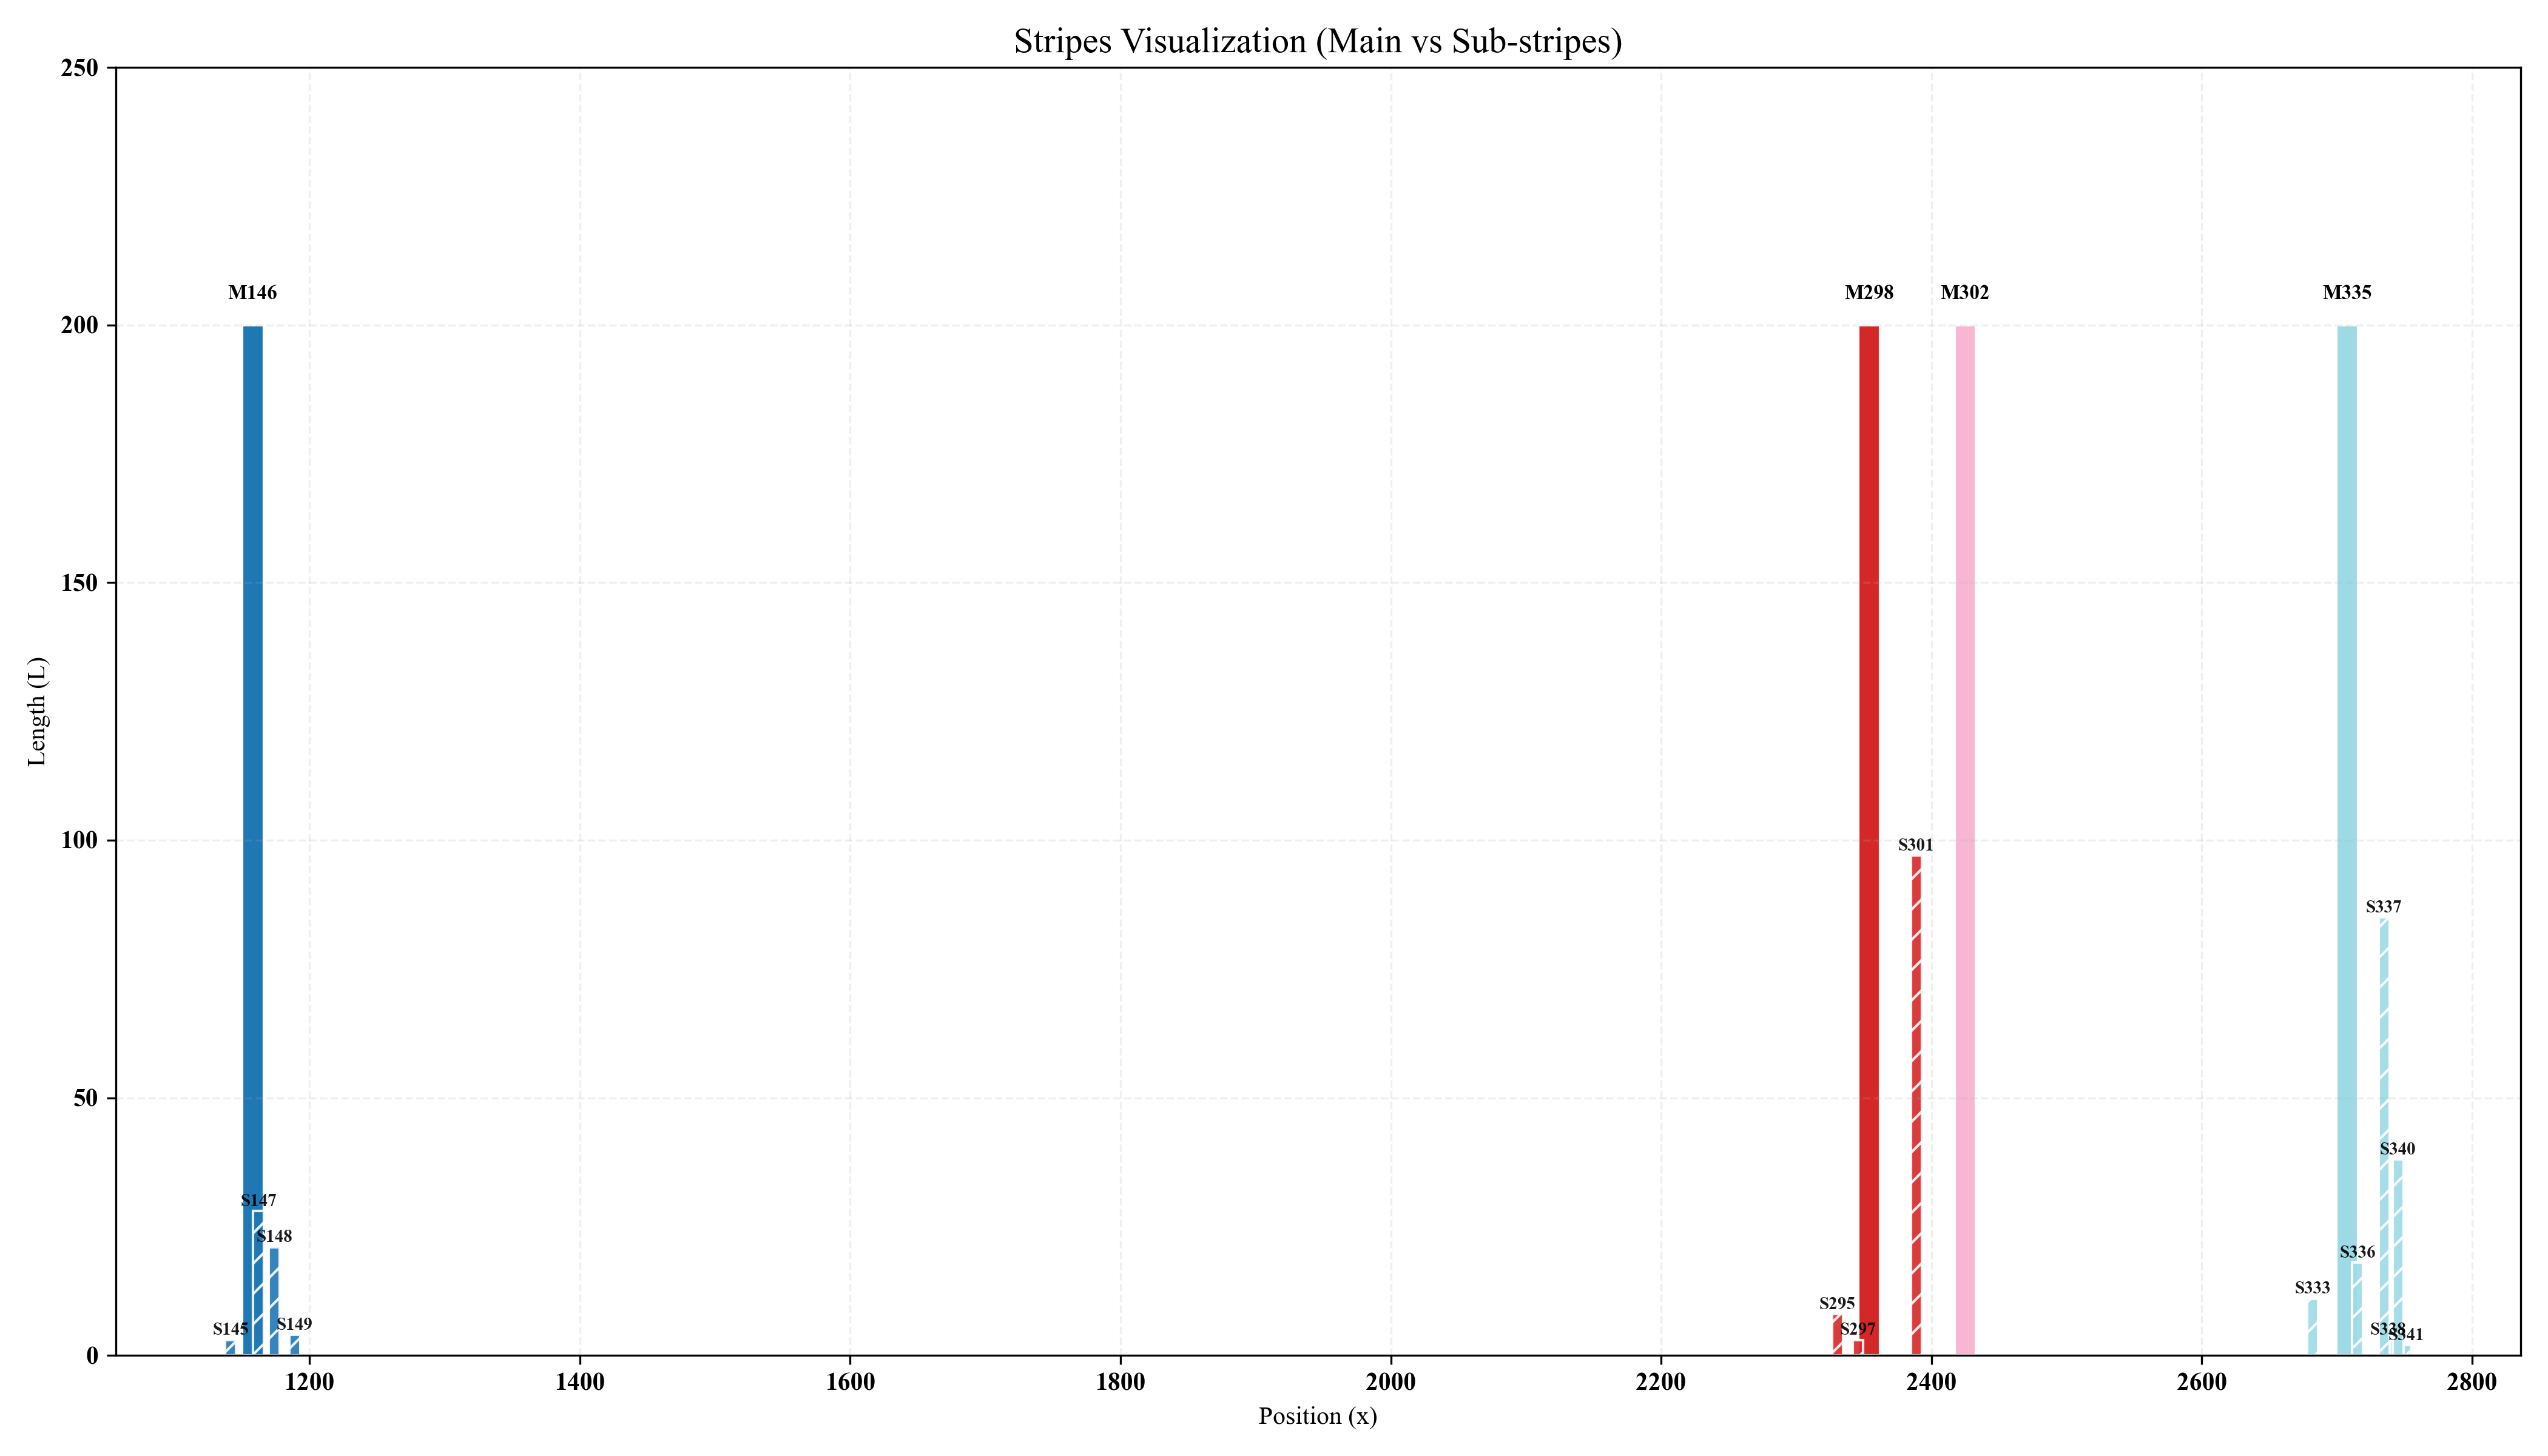 Stripes Visualization (Main vs Sub-stripes)
250
M146 M298 M302 M335
200
150
Length (L)
100
S301
S337
50
S340
S147
S148
S336
S333
S295
S145 S149 S297 S338 S341
0
1200 1400 1600 1800 2000 2200 2400 2600 2800
Position (x)